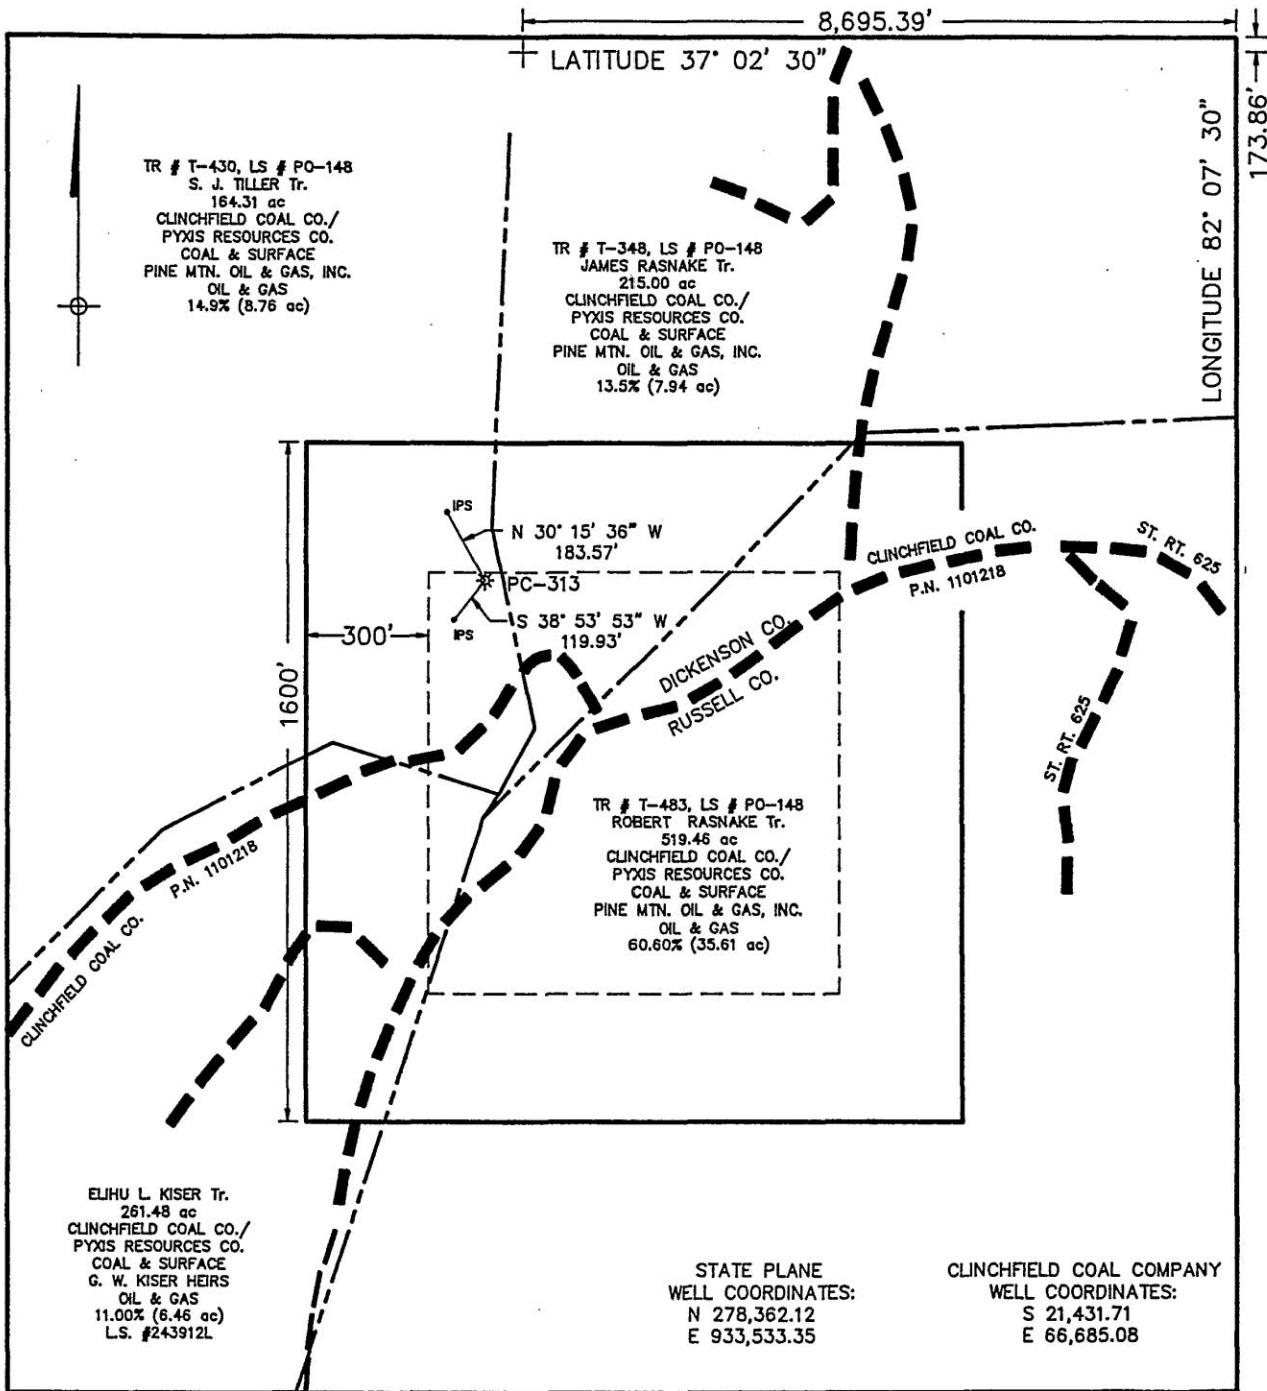 8,695.39'
LATITUDE 37° 02' 30"
173.86'
LONGITUDE 82° 07' 30"
TR # T-430, LS # PO-148
S. J. TILLER Tr.
164.31 ac
CLINCHFIELD COAL CO./
PYXIS RESOURCES CO.
COAL & SURFACE
PINE MTN. OIL & GAS, INC.
OIL & GAS
14.9% (8.76 ac)
TR # T-348, LS # PO-148
JAMES RASNAKE Tr.
215.00 ac
CLINCHFIELD COAL CO./
PYXIS RESOURCES CO.
COAL & SURFACE
PINE MTN. OIL & GAS, INC.
OIL & GAS
13.5% (7.94 ac)
IPS
N 30° 15' 36" W
183.57'
PC-313
S 38° 53' 53" W
119.93'
IPS
300'
1600'
CLINCHFIELD COAL CO.
P.N. 1101218
ST. RT. 625
DICKENSON CO.
RUSSELL CO.
ST. RT. 625
TR # T-483, LS # PO-148
ROBERT RASNAKE Tr.
519.46 ac
CLINCHFIELD COAL CO./
PYXIS RESOURCES CO.
COAL & SURFACE
PINE MTN. OIL & GAS, INC.
OIL & GAS
60.60% (35.61 ac)
P.N. 1101218
CLINCHFIELD COAL CO.
ELIHU L. KISER Tr.
261.48 ac
CLINCHFIELD COAL CO./
PYXIS RESOURCES CO.
COAL & SURFACE
G. W. KISER HEIRS
OIL & GAS
11.00% (6.46 ac)
L.S. #243912L
STATE PLANE
WELL COORDINATES:
N 278,362.12
E 933,533.35
CLINCHFIELD COAL COMPANY
WELL COORDINATES:
S 21,431.71
E 66,685.08